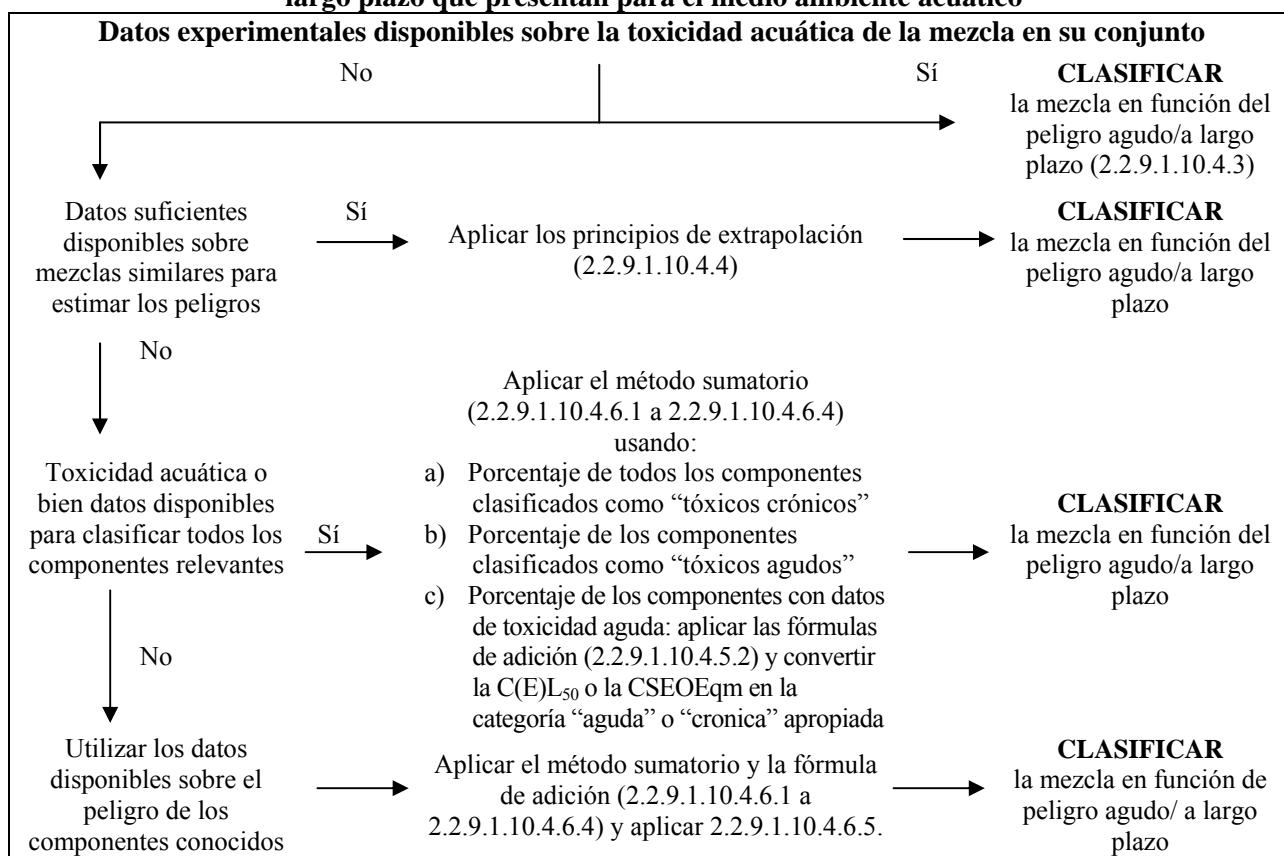 largo plazo que presentan para el medio ambiente acuático
Datos experimentales disponibles sobre la toxicidad acuática de la mezcla en su conjunto
No
Sí
CLASIFICAR
la mezcla en función del
peligro agudo/a largo
plazo (2.2.9.1.10.4.3)
Datos suficientes
disponibles sobre
mezclas similares para
estimar los peligros
Sí
Aplicar los principios de extrapolación
(2.2.9.1.10.4.4)
CLASIFICAR
la mezcla en función del
peligro agudo/a largo
plazo
No
Toxicidad acuática o
bien datos disponibles
para clasificar todos los
componentes relevantes
Sí
Aplicar el método sumatorio
(2.2.9.1.10.4.6.1 a 2.2.9.1.10.4.6.4)
usando:
a) Porcentaje de todos los componentes
clasificados como “tóxicos crónicos”
b) Porcentaje de los componentes
clasificados como “tóxicos agudos”
c) Porcentaje de los componentes con datos
de toxicidad aguda: aplicar las fórmulas
de adición (2.2.9.1.10.4.5.2) y convertir
la C(E)L50 o la CSEOEqm en la
categoría “aguda” o “cronica” apropiada
CLASIFICAR
la mezcla en función del
peligro agudo/a largo
plazo
No
Utilizar los datos
disponibles sobre el
peligro de los
componentes conocidos
Aplicar el método sumatorio y la fórmula
de adición (2.2.9.1.10.4.6.1 a
2.2.9.1.10.4.6.4) y aplicar 2.2.9.1.10.4.6.5.
CLASIFICAR
la mezcla en función de
peligro agudo/ a largo
plazo